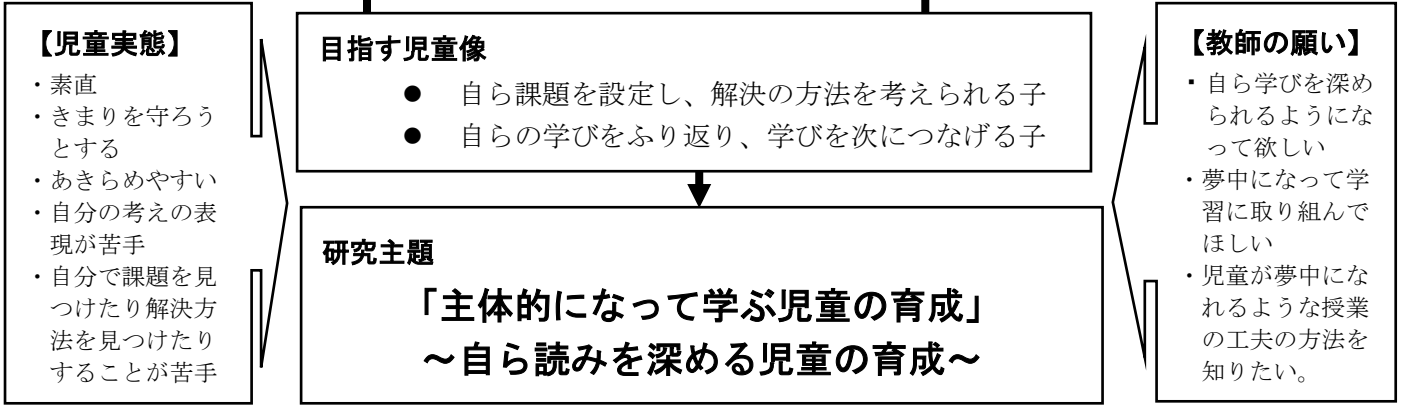 【児童実態】
・素直
・きまりを守ろう
とする
・あきらめやすい
・自分の考えの表
現が苦手
・自分で課題を見
つけたり解決方
法を見つけたり
することが苦手
目指す児童像
● 自ら課題を設定し、解決の方法を考えられる子
● 自らの学びをふり返り、学びを次につなげる子
研究主題
「主体的になって学ぶ児童の育成」
～自ら読みを深める児童の育成～
【教師の願い】
・自ら学びを深め
られるようにな
って欲しい
・夢中になって学
習に取り組んで
ほしい
・児童が夢中にな
れるような授業
の工夫の方法を
知りたい。